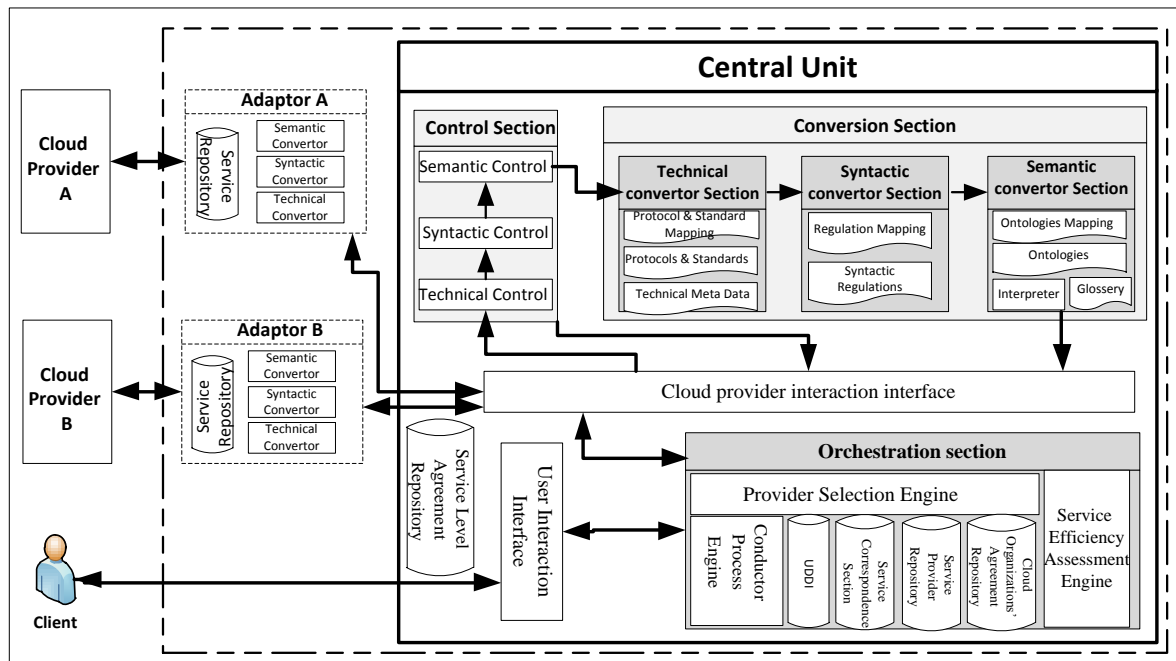 Central Unit
Cloud
Provider
A
Adaptor A
Service
Repository
Semantic
Convertor
Syntactic
Convertor
Technical
Convertor
Control Section
Semantic Control
Syntactic Control
Technical Control
Conversion Section
Technical
convertor Section
Protocol & Standard
Mapping
Protocols & Standards
Technical Meta Data
Syntactic
convertor Section
Regulation Mapping
Syntactic
Regulations
Semantic
convertor Section
Ontologies Mapping
Ontologies
Interpreter
Glossery
Cloud
Provider
B
Adaptor B
Service
Repository
Semantic
Convertor
Syntactic
Convertor
Technical
Convertor
Cloud provider interaction interface
Service Level
Agreement
Repository
User Interaction
Interface
Orchestration section
Provider Selection Engine
Conductor
Process
Engine
UDDI
Service
Correspondence
Section
Service
Provider
Repository
Cloud
Organizations’
Agreement
Repository
Service
Efficiency
Assessment
Engine
Client